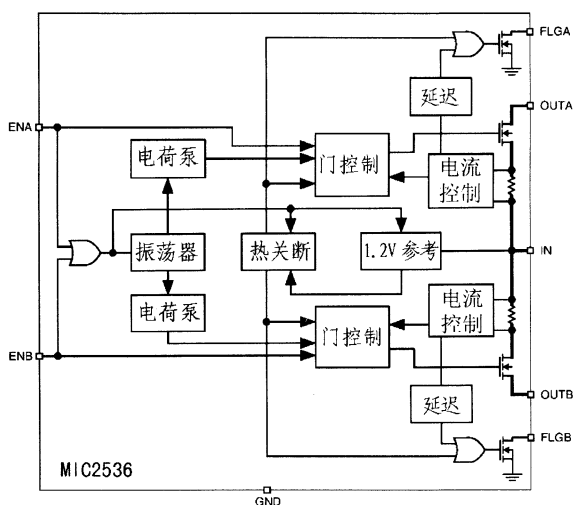 FLGA
延迟
OUTA
ENA
电荷泵
门控制
电流
控制
振荡器
热关断
1.2V参考
IN
电荷泵
门控制
电流
控制
ENB
延迟
OUTB
FLGB
MIC2536
GND